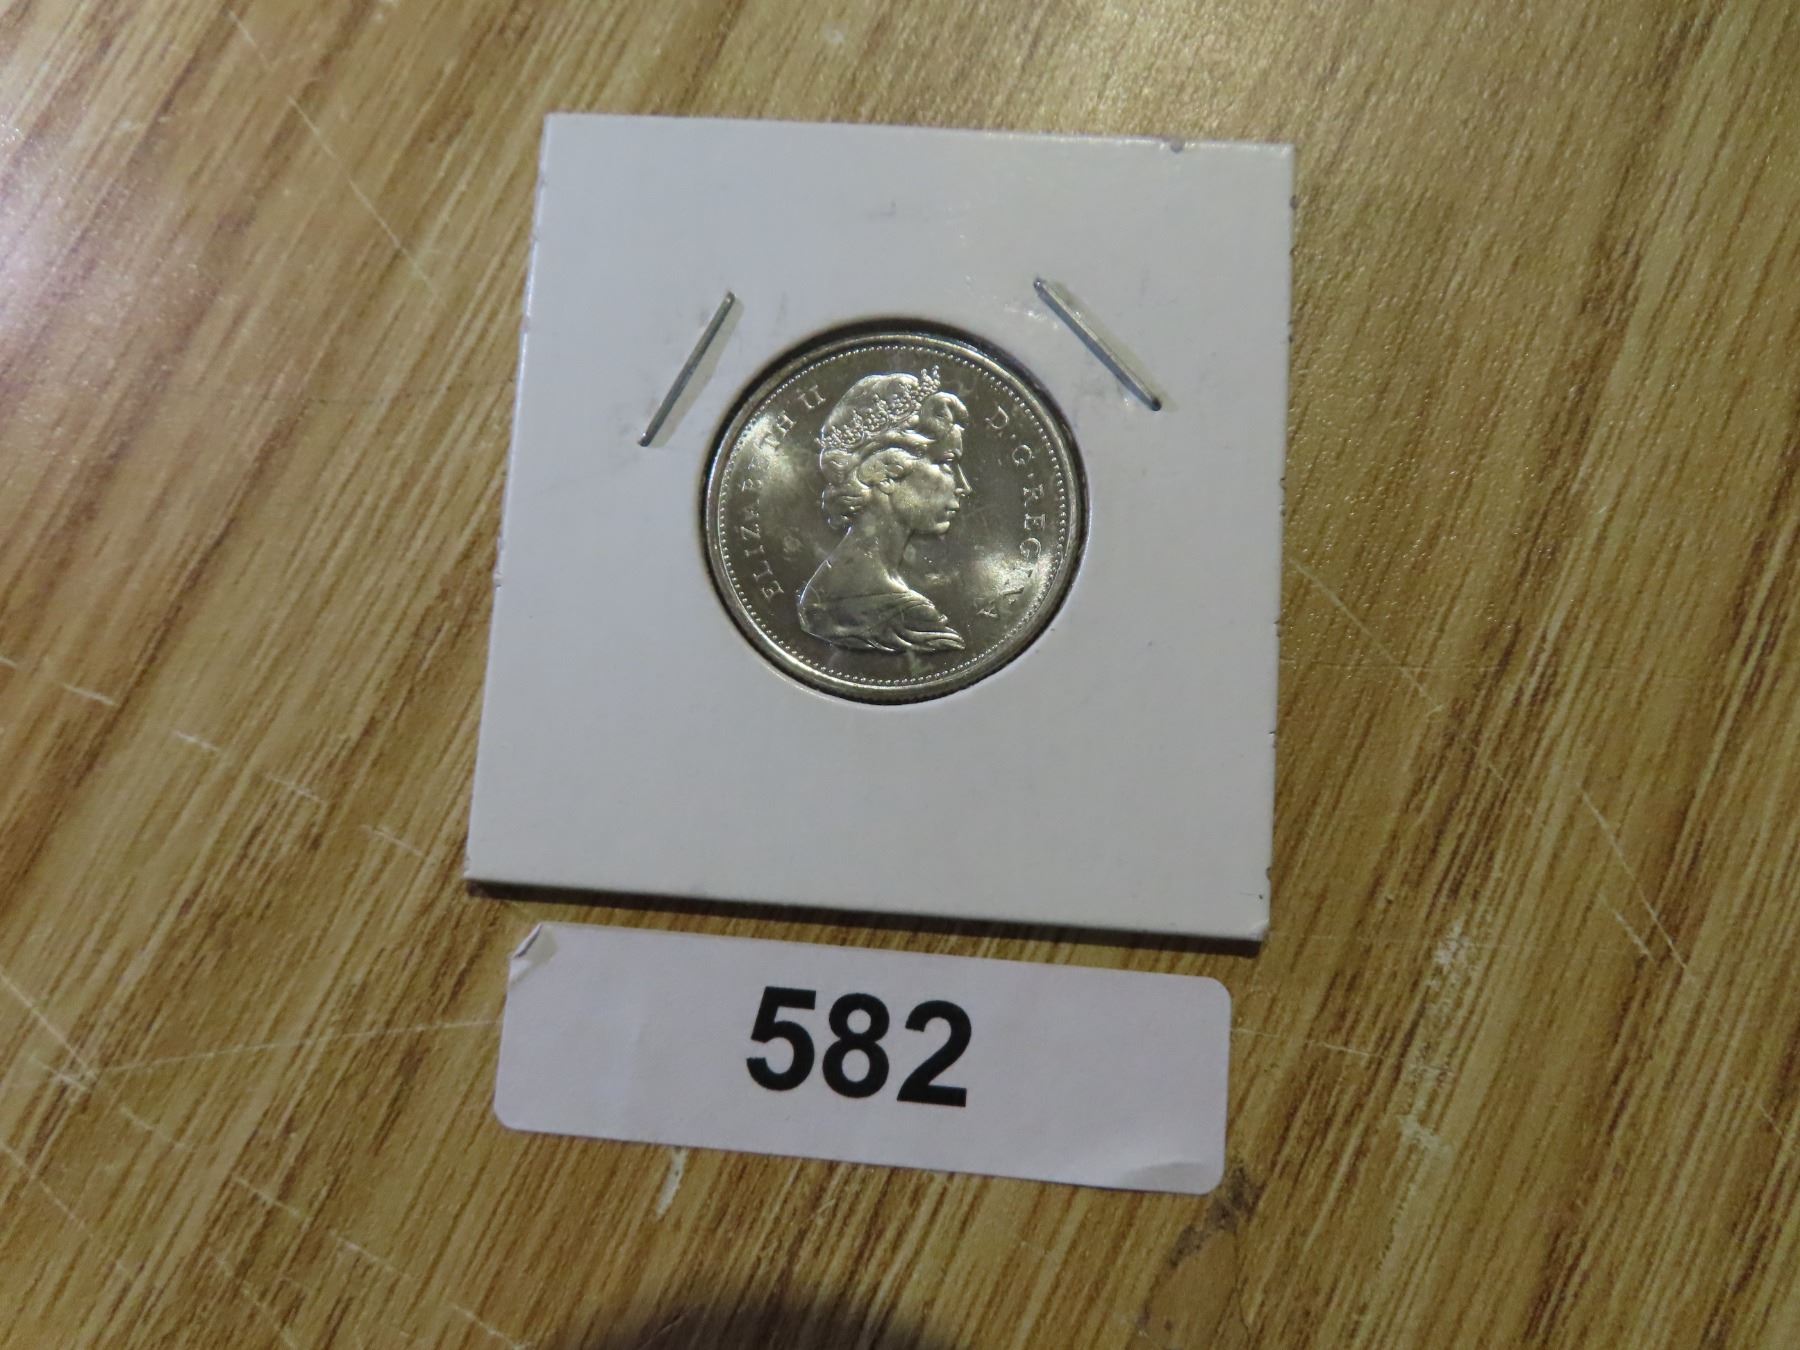 ELIZABETH II D·G·REGINA
582